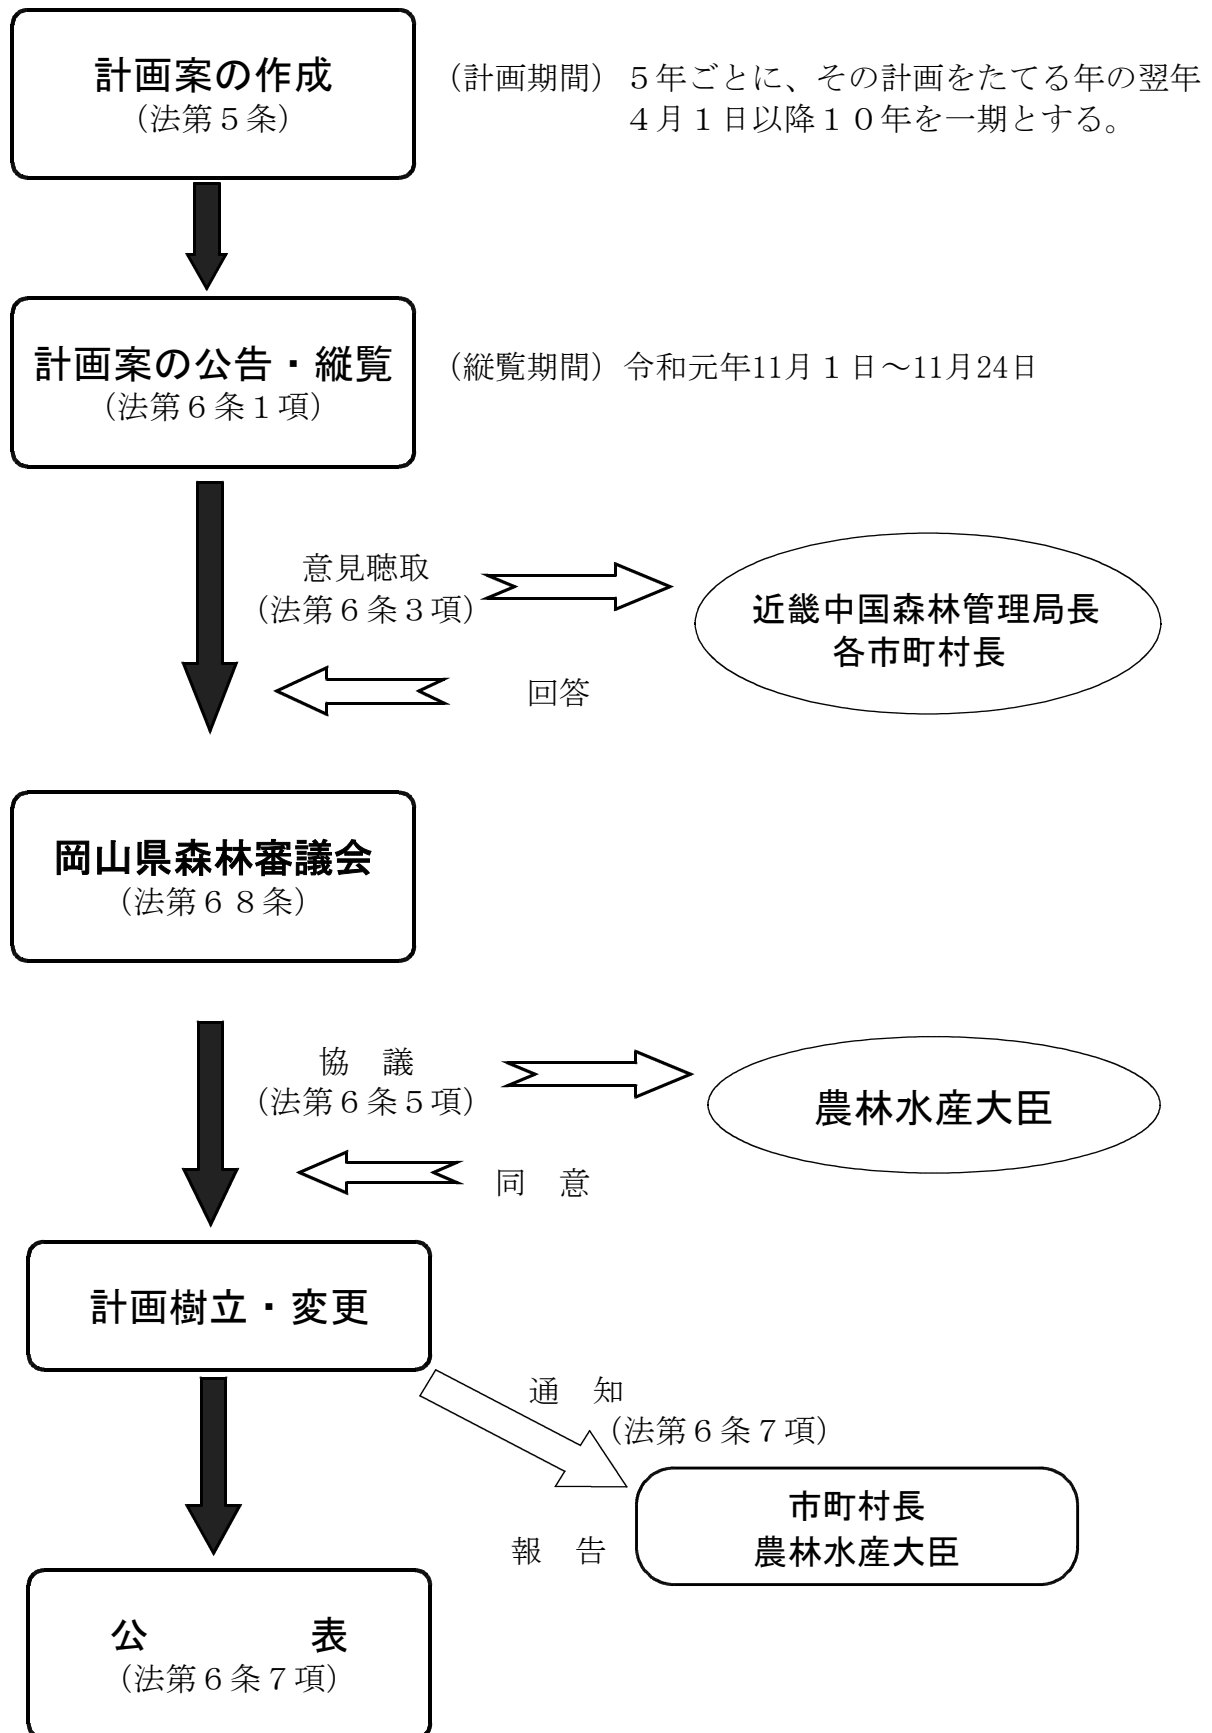 計画案の作成
（法第５条）
（計画期間）５年ごとに、その計画をたてる年の翌年
４月１日以降１０年を一期とする。
計画案の公告・縦覧
（法第６条１項）
（縦覧期間）令和元年11月１日～11月24日
意見聴取
（法第６条３項）
近畿中国森林管理局長
各市町村長
回答
岡山県森林審議会
（法第６８条）
協　議
（法第６条５項）
農林水産大臣
同　意
計画樹立・変更
通　知
（法第６条７項）
市町村長
農林水産大臣
報　告
公　　　　表
（法第６条７項）